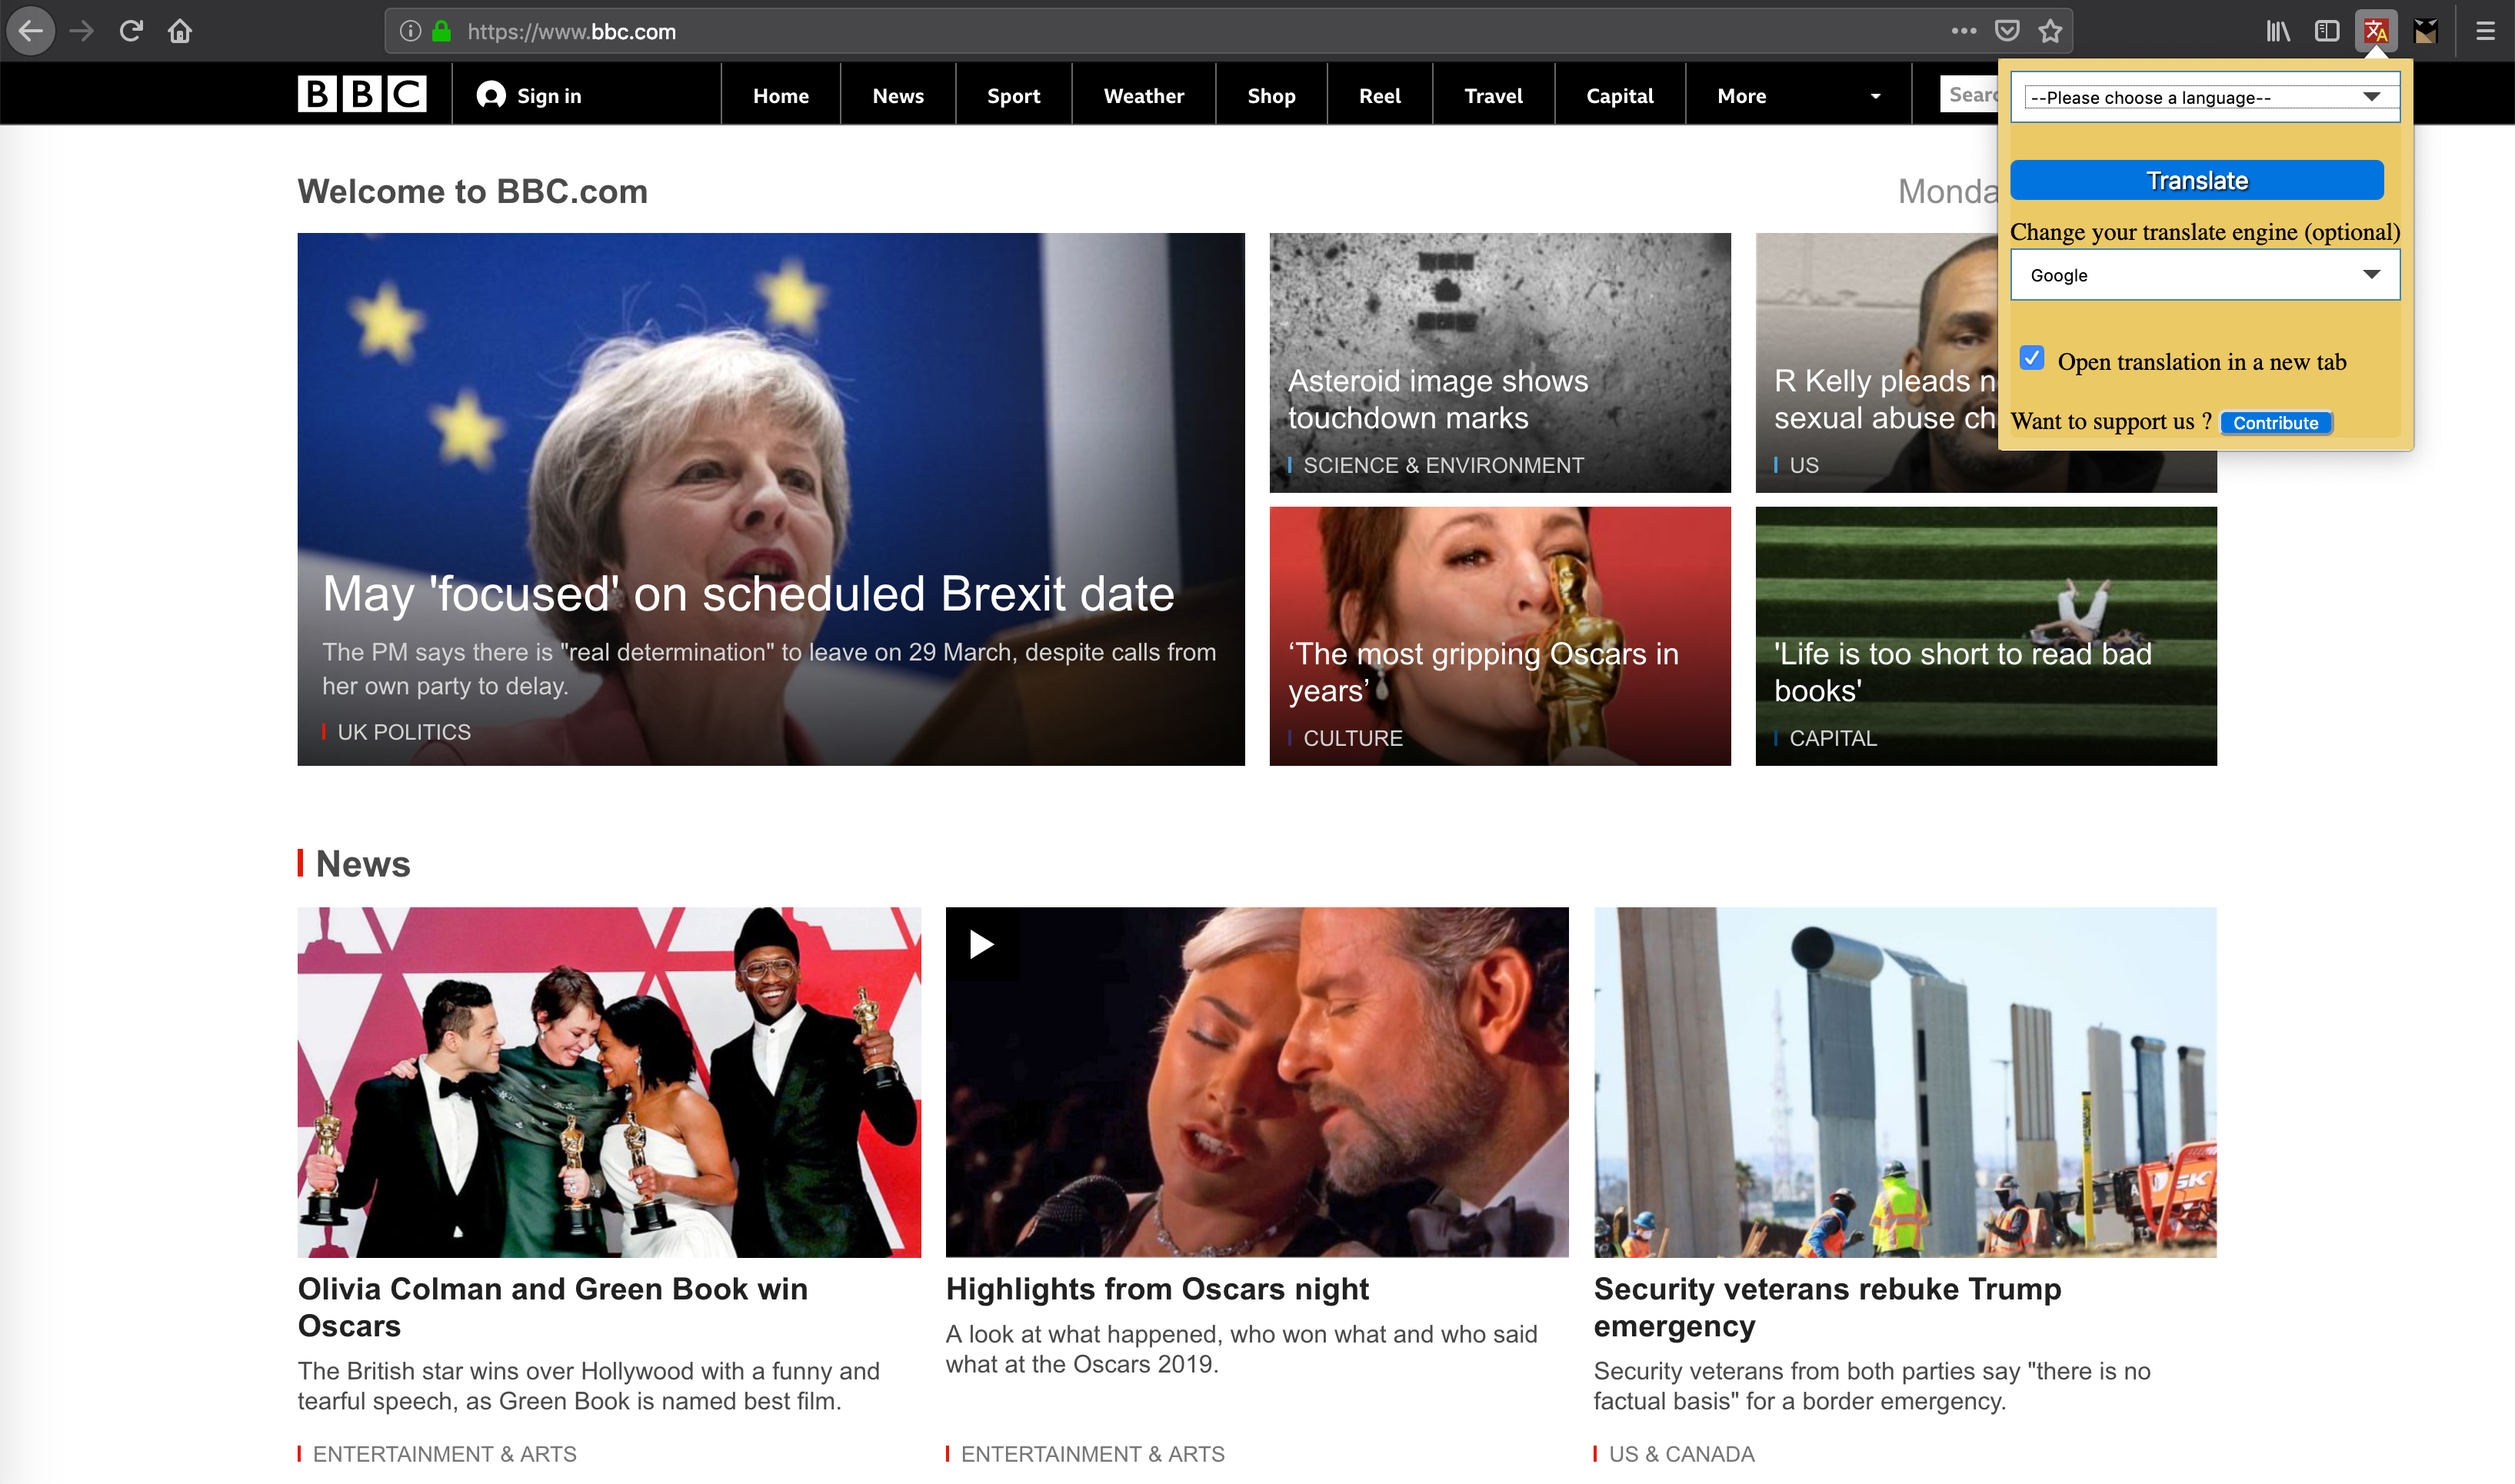 https://www.bbc.com
BBC
Sign in
Home
News
Sport
Weather
Shop
Reel
Travel
Capital
More
--Please choose a language--
Translate
Change your translate engine (optional)
Google
Open translation in a new tab
Want to support us ? Contribute
Welcome to BBC.com
May 'focused' on scheduled Brexit date
The PM says there is "real determination" to leave on 29 March, despite calls from
her own party to delay.
UK POLITICS
Asteroid image shows
touchdown marks
SCIENCE & ENVIRONMENT
R Kelly pleads
sexual abuse
US
‘The most gripping Oscars in
years’
CULTURE
'Life is too short to read bad
books'
CAPITAL
News
Olivia Colman and Green Book win
Oscars
The British star wins over Hollywood with a funny and
tearful speech, as Green Book is named best film.
ENTERTAINMENT & ARTS
Highlights from Oscars night
A look at what happened, who won what and who said
what at the Oscars 2019.
ENTERTAINMENT & ARTS
Security veterans rebuke Trump
emergency
Security veterans from both parties say "there is no
factual basis" for a border emergency.
US & CANADA